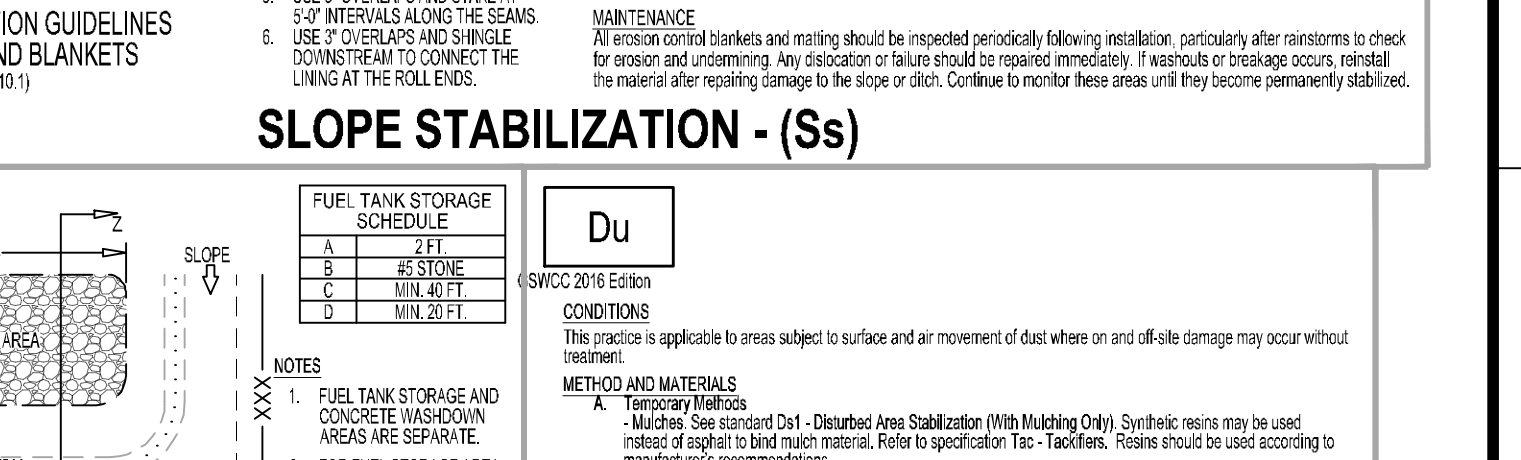 ION GUIDELINES
ND BLANKETS
10.1)
5'-0" INTERVALS ALONG THE SEAMS.
6. USE 3" OVERLAPS AND SHINGLE
DOWNSTREAM TO CONNECT THE
LINING AT THE ROLL ENDS.
MAINTENANCE
All erosion control blankets and matting should be inspected periodically following installation, particularly after rainstorms to check
for erosion and undermining. Any dislocation or failure should be repaired immediately. If washouts or breakage occurs, reinstall
the material after repairing damage to the slope or ditch. Continue to monitor these areas until they become permanently stabilized.
SLOPE STABILIZATION - (Ss)
Z
SLOPE
AREA
FUEL TANK STORAGE
SCHEDULE
A 2 FT.
B #5 STONE
C MIN. 40 FT.
D MIN. 20 FT.
NOTES
1. FUEL TANK STORAGE AND
CONCRETE WASHDOWN
AREAS ARE SEPARATE.
XXX
Du
SWCC 2016 Edition
CONDITIONS
This practice is applicable to areas subject to surface and air movement of dust where on and off-site damage may occur without
treatment.
METHOD AND MATERIALS
A. Temporary Methods
- Mulches. See standard Ds1 - Disturbed Area Stabilization (With Mulching Only). Synthetic resins may be used
instead of asphalt to bind mulch material. Refer to specification Tac - Tackifiers. Resins should be used according to
manufacturer's recommendations